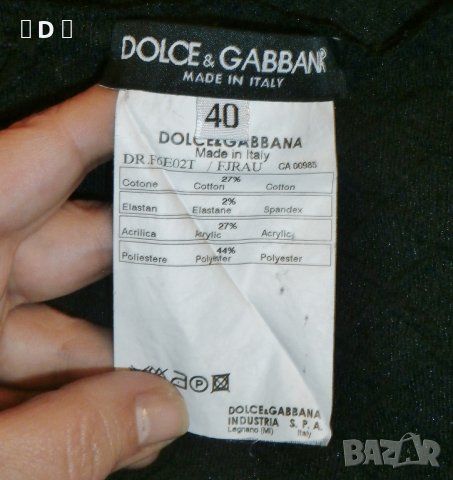 D
DOLCE & GABBANA
MADE IN ITALY
40
DOLCE&GABBANA
Made in Italy
DR.F6E02T / FJRAU CA 00985
27%
Cotone Cotton Cotton
2%
Elastan Elastane Spandex
27%
Acrilica Acrylic Acrylic
44%
Poliestere Polyester Polyester
A P
DOLCE&GABBANA
INDUSTRIA S.P.A.
Legnano (MI) Italy
BAZAR